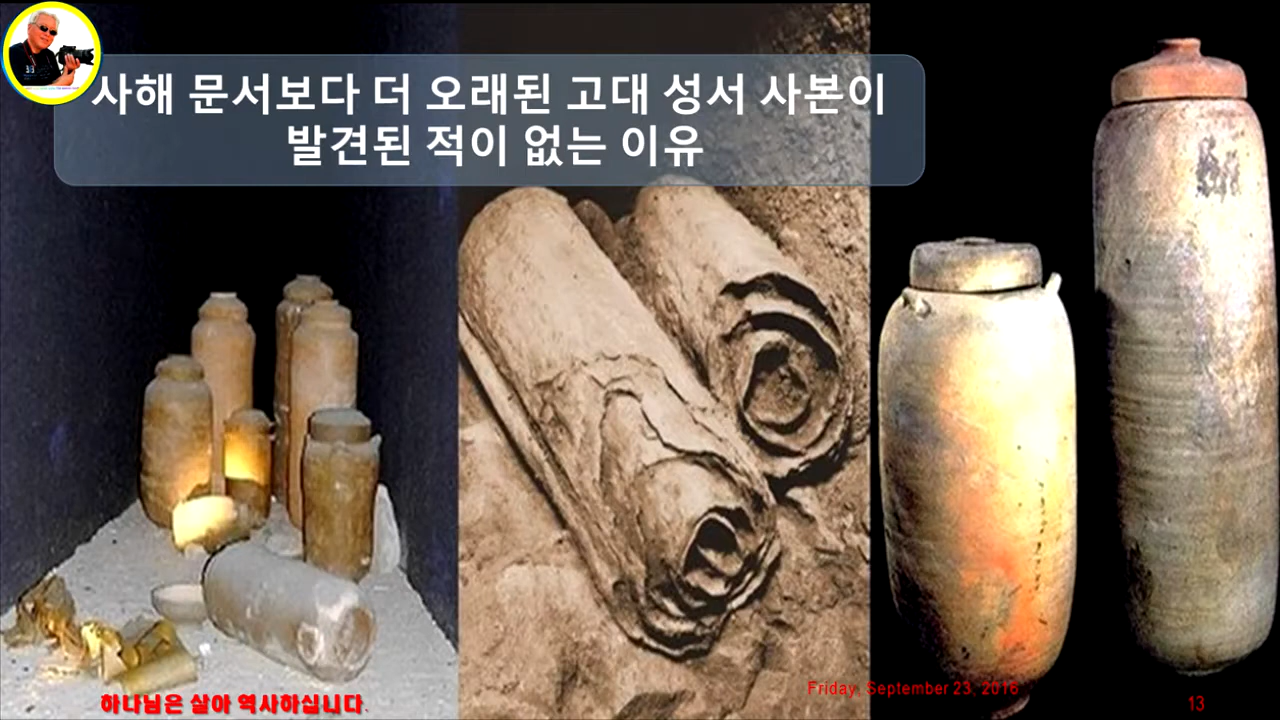 사해 문서보다 더 오래된 고대 성서 사본이
발견된 적이 없는 이유
하나님은 살아 역사하십니다.
Friday, September 23, 2016
13